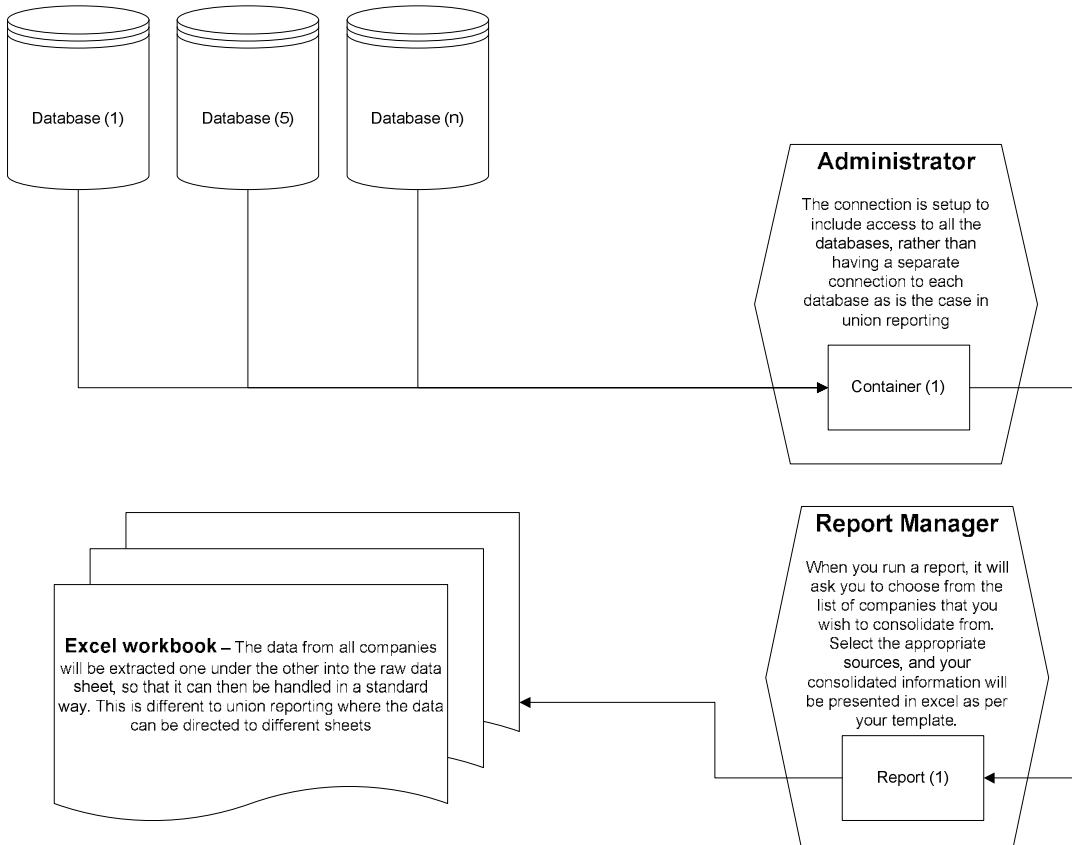 Database (1)
Database (5)
Database (n)
Administrator
The connection is setup to
include access to all the
databases, rather than
having a separate
connection to each
database as is the case in
union reporting
Container (1)
Report Manager
When you run a report, it will
ask you to choose from the
list of companies that you
wish to consolidate from.
Select the appropriate
sources, and your
consolidated information will
be presented in excel as per
your template.
Report (1)
Excel workbook – The data from all companies
will be extracted one under the other into the raw data
sheet, so that it can then be handled in a standard
way. This is different to union reporting where the data
can be directed to different sheets